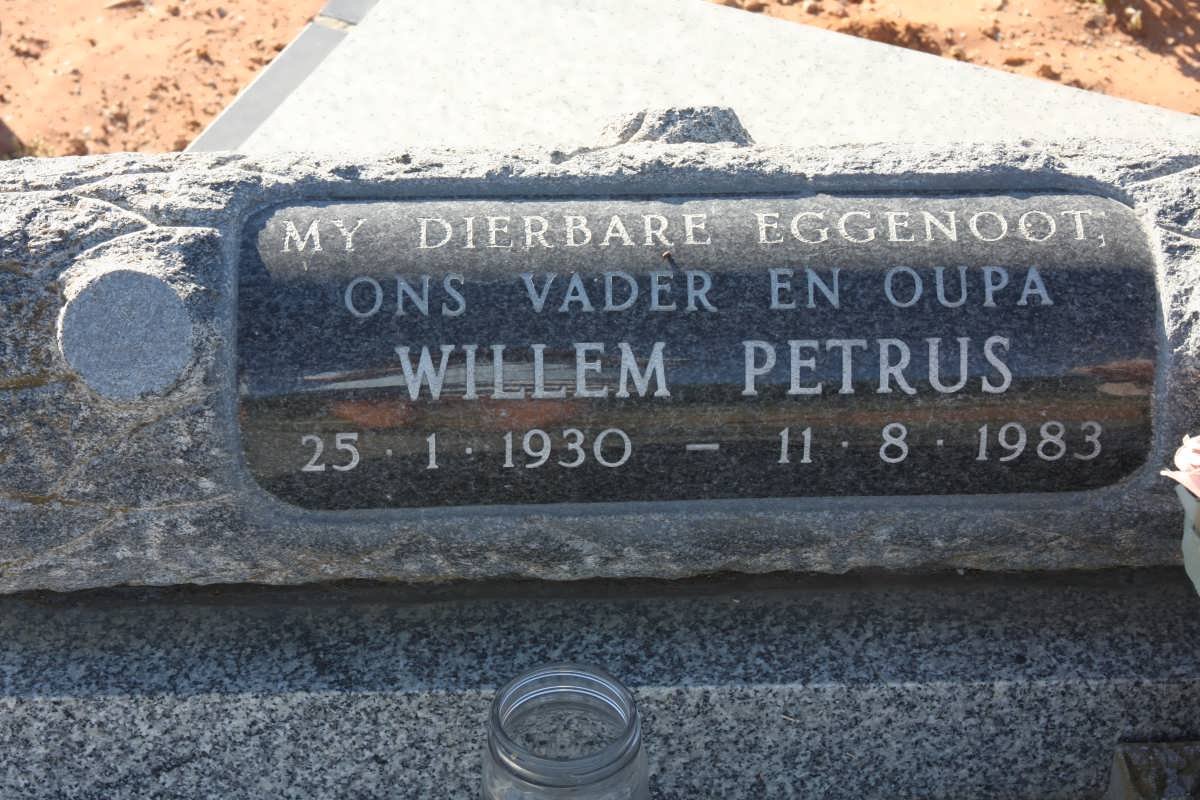 MY DIERBARE EGGENOOT,
ONS VADER EN OUPA
WILLEM PETRUS
25 · 1 · 1930 – 11 · 8 · 1983